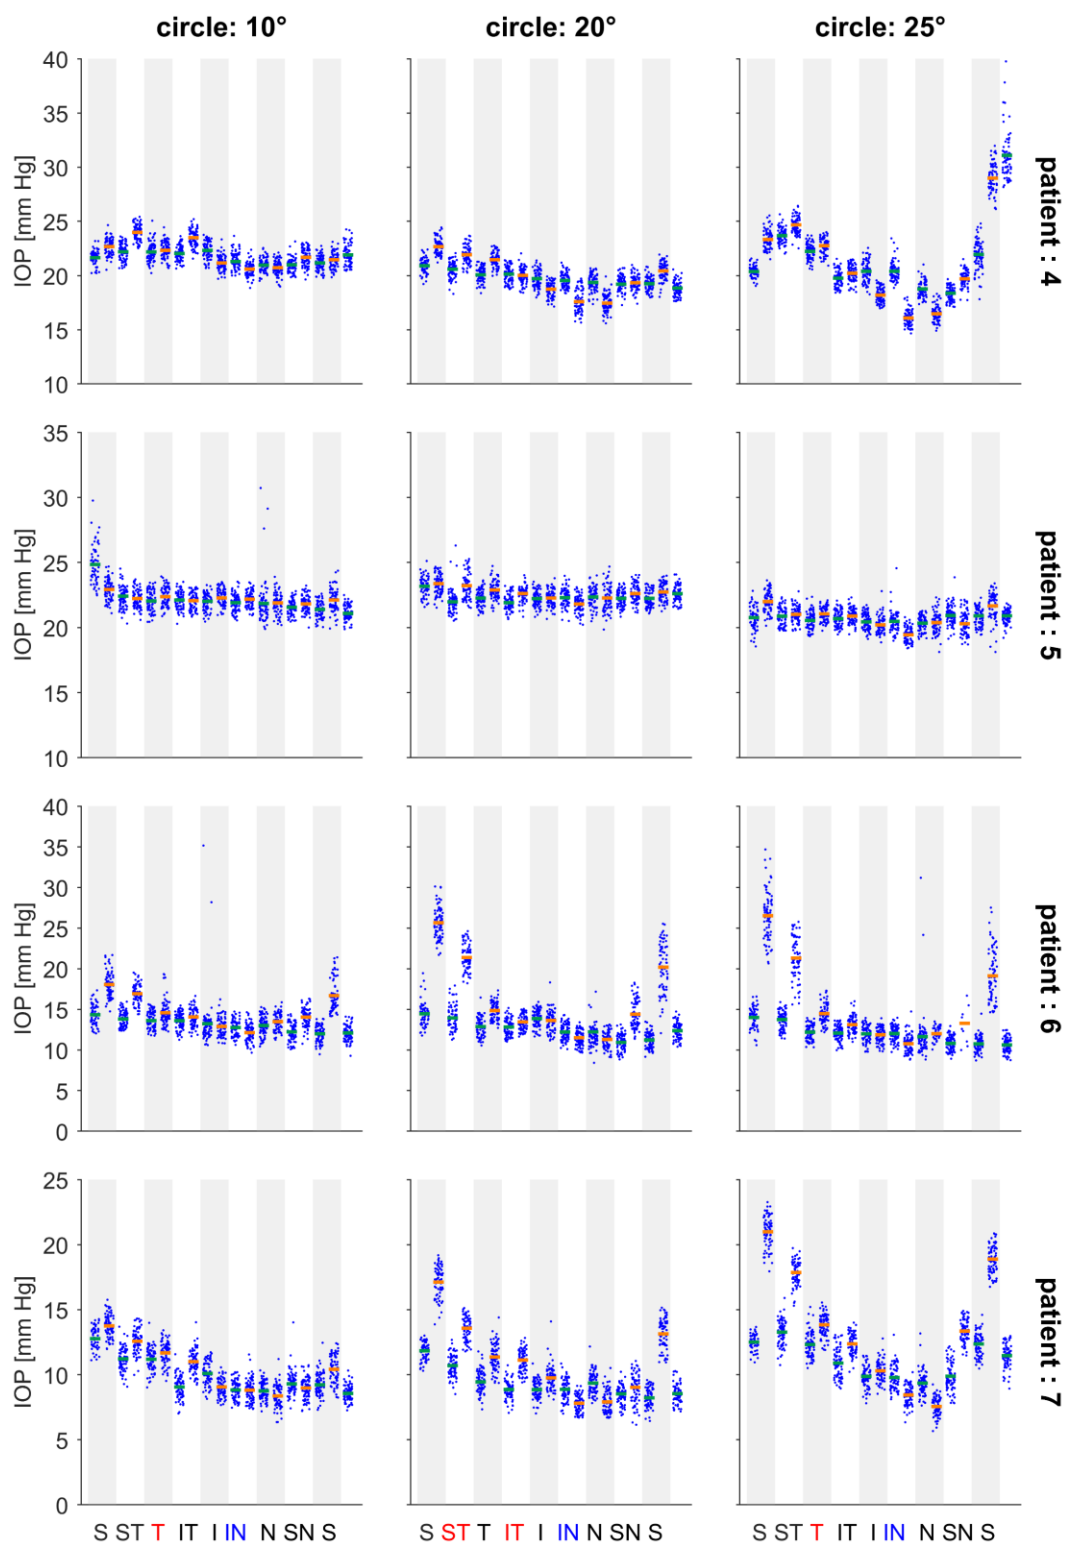 circle: 10° circle: 20° circle: 25°
40
35
30
25
20
15
10
IOP [mm Hg]
patient : 4
35
30
25
20
15
10
IOP [mm Hg]
patient : 5
40
35
30
25
20
15
10
5
0
IOP [mm Hg]
patient : 6
25
20
15
10
5
0
IOP [mm Hg]
patient : 7
S ST T IT I IN N SN S S ST T IT I IN N SN S S ST T IT I IN N SN S